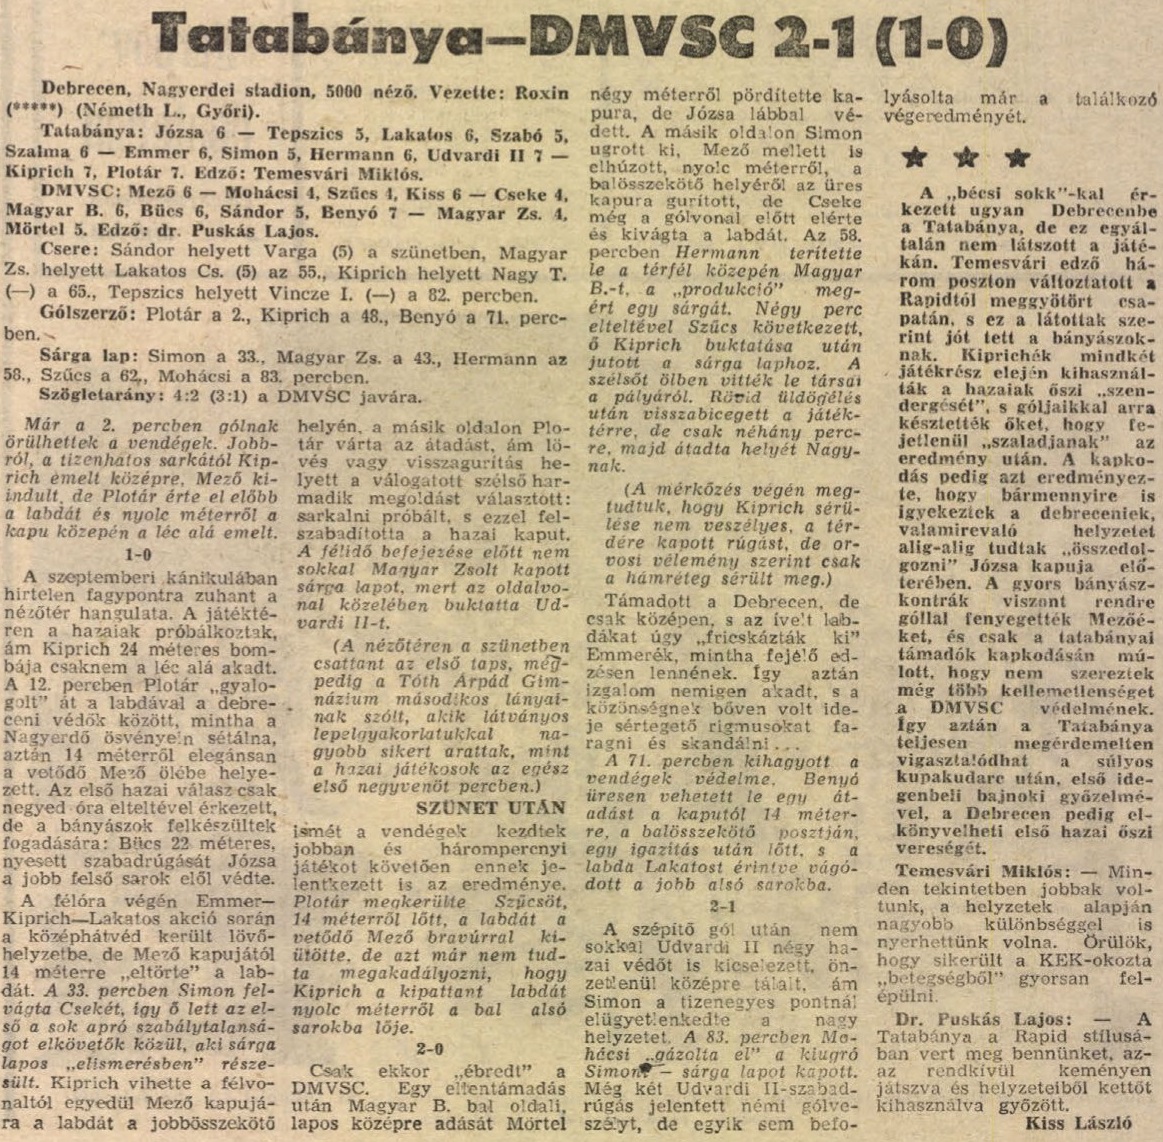 Tatabánya—DMVSC 2-1 (1-0)
Debrecen, Nagyerdei stadion, 5000 néző. Vezette: Roxin
(*****) (Németh L., Győri).
Tatabánya: Józsa 6 — Tepszics 5, Lakatos 6, Szabó 5,
Szalma 6 — Emmer 6, Simon 5, Hermann 6, Udvardi II 7 —
Kiprich 7, Plotár 7. Edző: Temesvári Miklós.
DMVSC: Mező 6 — Mohácsi 4, Szűcs 4, Kiss 6 — Cseke 4,
Magyar B. 6, Bücs 6, Sándor 5, Benyó 7 — Magyar Zs. 4,
Mörtel 5. Edző: dr. Puskás Lajos.
Csere: Sándor helyett Varga (5) a szünetben, Magyar
Zs. helyett Lakatos Cs. (5) az 55., Kiprich helyett Nagy T.
(—) a 65., Tepszics helyett Vincze I. (—) a 82. percben.
Gólszerző: Plotár a 2., Kiprich a 48., Benyó a 71. perc-
ben.
Sárga lap: Simon a 33., Magyar Zs. a 43., Hermann az
58., Szűcs a 62., Mohácsi a 83. percben.
Szögletarány: 4:2 (3:1) a DMVSC javára.
Már a 2. percben gólnak
örülhettek a vendégek. Jobb-
ról, a tizenhatos sarkától Kip-
rich emelt középre, Mező ki-
indult, de Plotár érte el előbb
a labdát és nyolc méterről a
kapu közepén a léc alá emelt.
1-0
A szeptemberi kánikulában
hirtelen fagypontra zuhant a
nézőtér hangulata. A játékté-
ren a hazaiak próbálkoztak,
ám Kiprich 24 méteres bom-
bája csaknem a léc alá akadt.
A 12. percben Plotár „gyalo-
golt” át a labdával a debre-
ceni védők között, mintha a
Nagyerdő ösvényein sétálna,
aztán 14 méterről elegánsan
a vetődő Mező ölébe helye-
zett. Az első hazai válasz csak
negyed óra elteltével érkezett,
de a bányászok felkészültek
fogadására: Bücs 22 méteres,
nyesett szabadrúgását Józsa
a jobb felső sarok elől védte.
A félóra végén Emmer—
Kiprich—Lakatos akció során
a középhátvéd került lövő-
helyzetbe, de Mező kapujától
14 méterre „eltörte” a lab-
dát. A 33. percben Simon fel-
vágta Csekét, így ő lett az el-
ső a sok apró szabálytalansá-
got elkövetők közül, aki sárga
lapos „elismerésben” része-
sült. Kiprich vihette a félvo-
naltól egyedül Mező kapujá-
ra a labdát a jobbösszekötő
helyén, a másik oldalon Plo-
tár várta az átadást, ám lö-
vés vagy visszagurítás he-
lyett a válogatott szélső har-
madik megoldást választott:
sarkalni próbált, s ezzel fel-
szabadította a hazai kaput.
A félidő befejezése előtt nem
sokkal Magyar Zsolt kapott
sárga lapot, mert az oldalvo-
nal közelében buktatta Ud-
vardi II-t.
(A nézőtéren a szünetben
csattant az első taps, még-
pedig a Tóth Árpád Gim-
názium másodikos lányai-
nak szólt, akik látványos
lepelgyakorlatukkal na-
gyobb sikert arattak, mint
a hazai játékosok az egész
első negyvenöt percben.)
SZÜNET UTÁN
ismét a vendégek kezdtek
jobban és hárompercnyi
játékot követően ennek je-
lentkezett is az eredménye.
Plotár megkerülte Szűcsöt,
14 méterről lőtt, a labdát a
vetődő Mező bravúrral ki-
ütötte, de azt már nem tud-
ta megakadályozni, hogy
Kiprich a kipattant labdát
nyolc méterről a bal alsó
sarokba lője.
2-0
Csak ekkor „ébredt” a
DMVSC. Egy ellentámadás
után Magyar B. bal oldali,
lapos középre adását Mörtel
négy méterről pördítette ka-
pura, de Józsa lábbal vé-
dett. A másik oldalon Simon
ugrott ki, Mező mellett is
elhúzott, nyolc méterről, a
balösszekötő helyéről az üres
kapura gurított, de Cseke
még a gólvonal előtt elérte
és kivágta a labdát. Az 58.
percben Hermann terítette
le a térfél közepén Magyar
B.-t, a „produkció” meg-
ért egy sárgát. Négy perc
elteltével Szűcs következett,
ő Kiprich buktatása után
jutott a sárga laphoz. A
szélsőt ölben vitték le társai
a pályáról. Rövid üldögélés
után visszabicegett a játék-
térre, de csak néhány perc-
re, majd átadta helyét Nagy-
nak.
(A mérkőzés végén meg-
tudtuk, hogy Kiprich sérü-
lése nem veszélyes, a tér-
dére kapott rúgást, de or-
vosi vélemény szerint csak
a hámréteg sérült meg.)
Támadott a Debrecen, de
csak középen, s az ívelt lab-
dákat úgy „fricskázták ki”
Emmerék, mintha fejelő ed-
zésen lennének. Így aztán
izgalom nemigen akadt, s a
közönségnek bőven volt ide-
je sértegető rigmusokat fa-
ragni és skandálni...
A 71. percben kihagyott a
vendégek védelme. Benyó
üresen vehetett le egy át-
adást a kaputól 14 méter-
re, a balösszekötő posztján,
egy igazítás után lőtt, s a
labda Lakatost érintve vágó-
dott a jobb alsó sarokba.
2-1
A szépítő gól után nem
sokkal Udvardi II négy ha-
zai védőt is kicselezett, ön-
zetlenül középre tálalt, ám
Simon a tizenegyes pontnál
elügyetlenkedte a nagy
helyzetet. A 83. percben Mo-
hácsi „gázolta el” a kiugró
Simont — sárga lapot kapott.
Még két Udvardi II-szabad-
rúgás jelentett némi gólve-
szélyt, de egyik sem befo-
lyásolta már a találkozó
végeredményét.
★ ★ ★
A „bécsi sokk”-kal ér-
kezett ugyan Debrecenbe
a Tatabánya, de ez egyál-
talán nem látszott a játé-
kán. Temesvári edző há-
rom poszton változtatott a
Rapidtól meggyötört csa-
patán, s ez a látottak sze-
rint jót tett a bányászok-
nak. Kiprichék mindkét
játékrész elején kihasznál-
ták a hazaiak őszi „szen-
dergését”, s góljaikkal arra
késztették őket, hogy fe-
jetlenül „szaladjanak” az
eredmény után. A kapko-
dás pedig azt eredményez-
te, hogy bármennyire is
igyekeztek a debreceniek,
valamirevaló helyzetet
alig-alig tudtak „összedol-
gozni” Józsa kapuja elő-
terében. A gyors bányász-
kontrák viszont rendre
góllal fenyegették Mezőé-
ket, és csak a tatabányai
támadók kapkodásán mú-
lott, hogy nem szereztek
még több kellemetlenséget
a DMVSC védelmének.
Így aztán a Tatabánya
teljesen megérdemelten
vigasztalódhat a súlyos
kupakudarc után, első ide-
genbeli bajnoki győzelmé-
vel, a Debrecen pedig el-
könyvelheti első hazai őszi
vereségét.
Temesvári Miklós: — Min-
den tekintetben jobbak vol-
tunk, a helyzetek alapján
nagyobb különbséggel is
nyerhettünk volna. Örülök,
hogy sikerült a KEK-okozta
„betegségből” gyorsan fel-
épülni.
Dr. Puskás Lajos: — A
Tatabánya a Rapid stílusá-
ban vert meg bennünket, az-
az rendkívül keményen
játszva és helyzeteiből kettőt
kihasználva győzött.
Kiss László